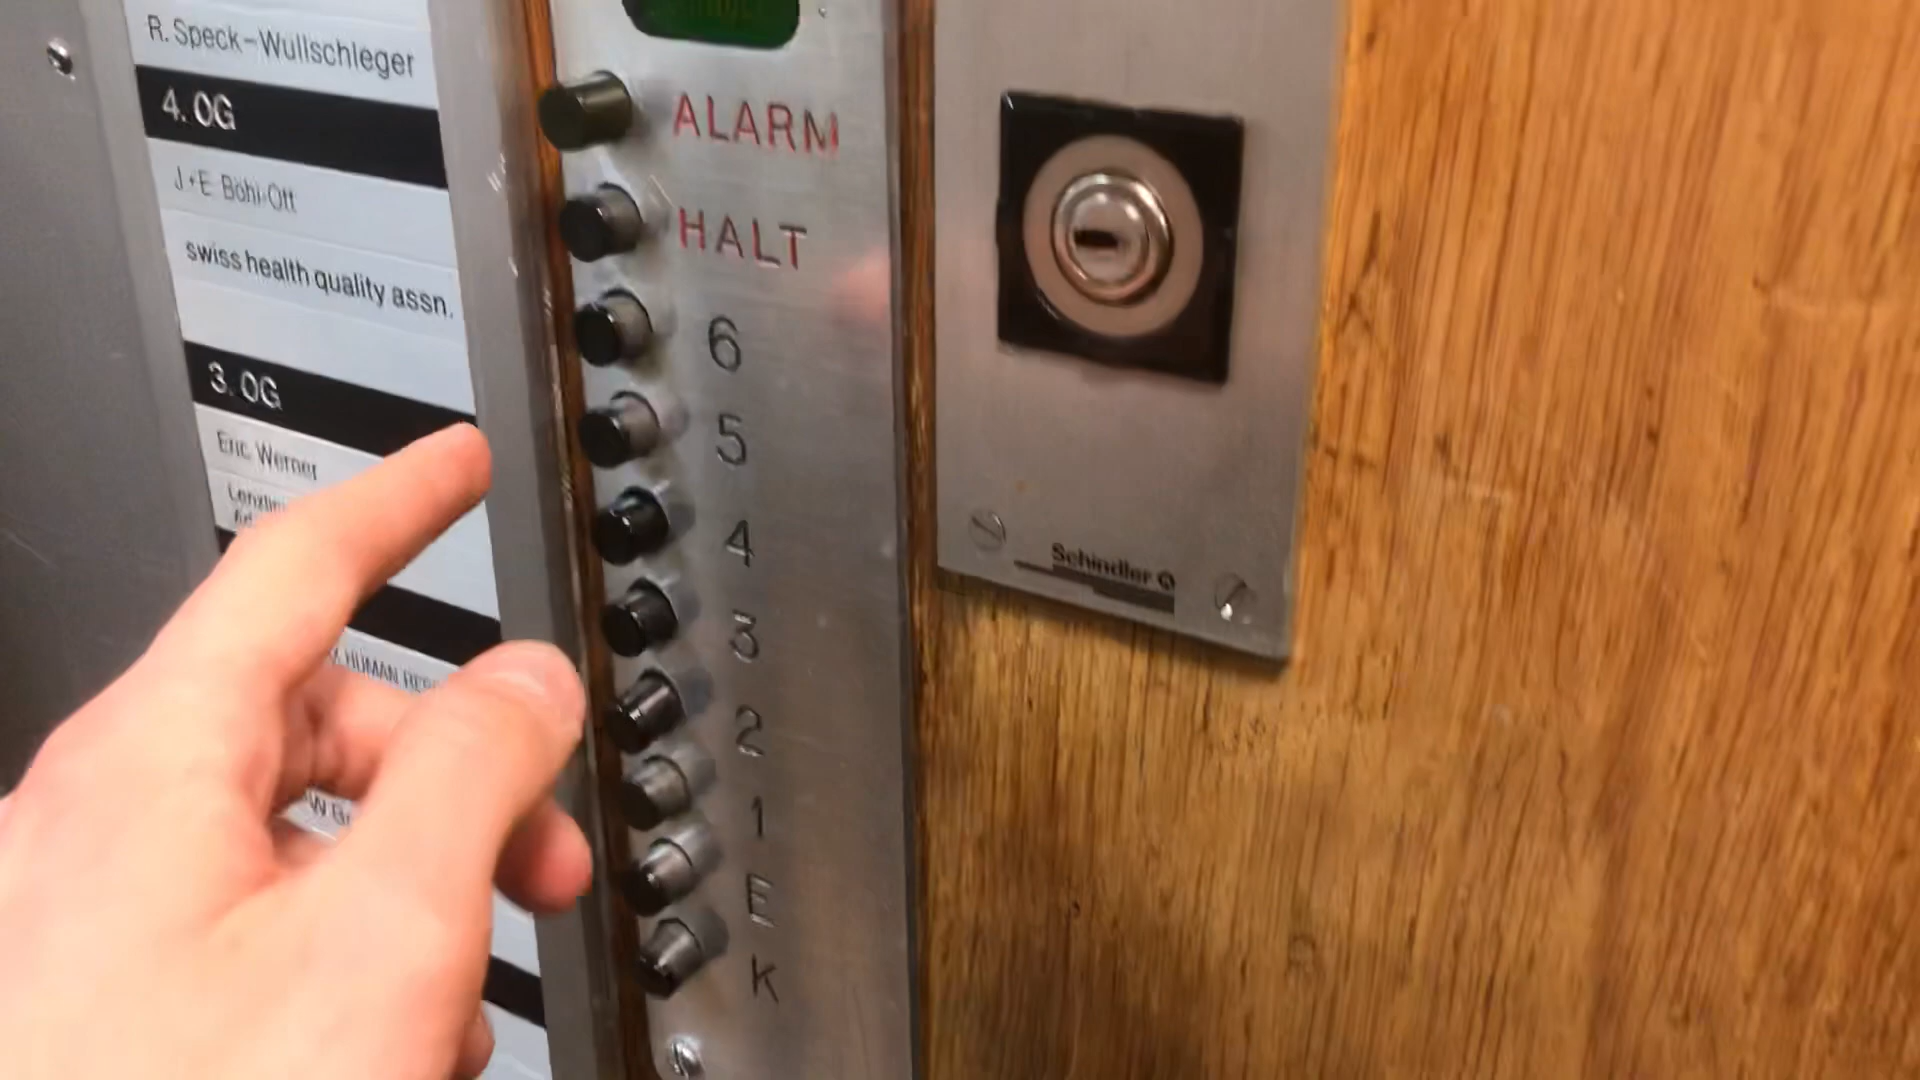 R. Speck-Wullschleger
4. OG
J+E Böhi-Ott
swiss health quality assn.
3. OG
Eric Werner
HUMAN
ALARM
HALT
6
5
4
3
2
1
E
K
Schindler